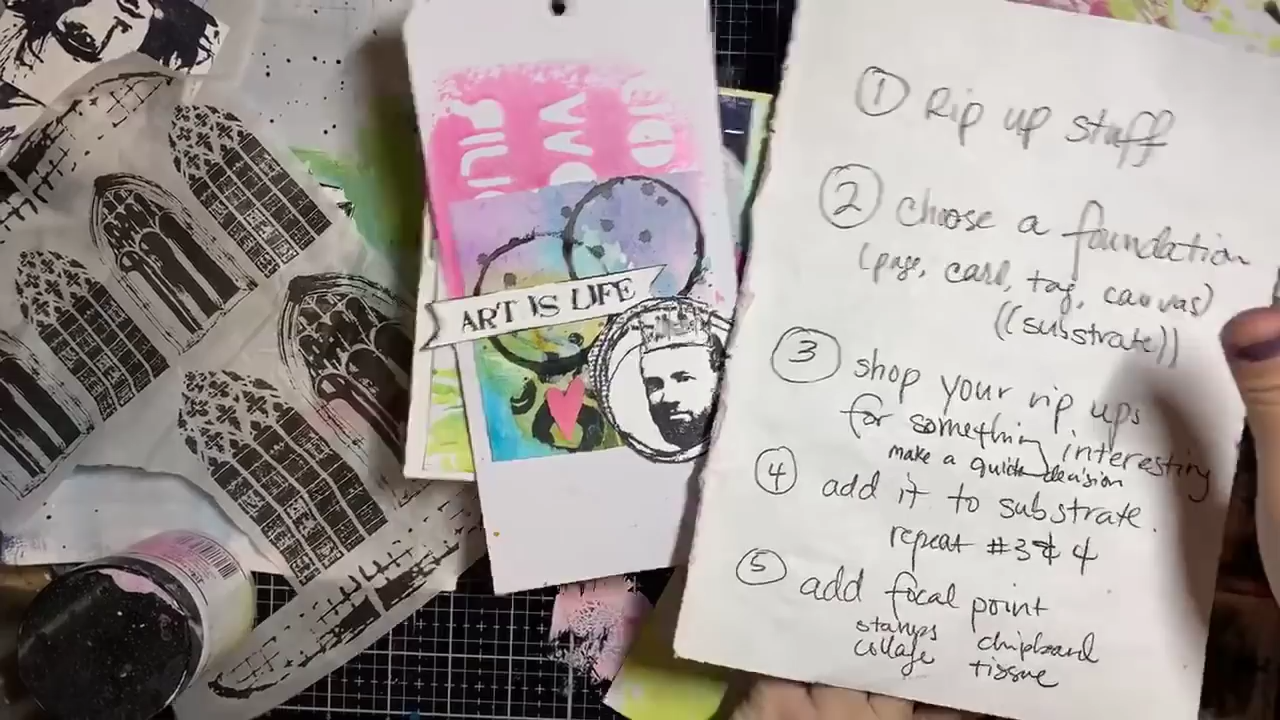 ART IS LIFE
① Rip up stuff
② choose a foundation
(page, card, tag, canvas)
((substrate))
③ shop your rip ups
for something interesting
make a quick decision
④ add it to substrate.
repeat #3 & 4
⑤ add focal point
stamps chipboard
collage tissue